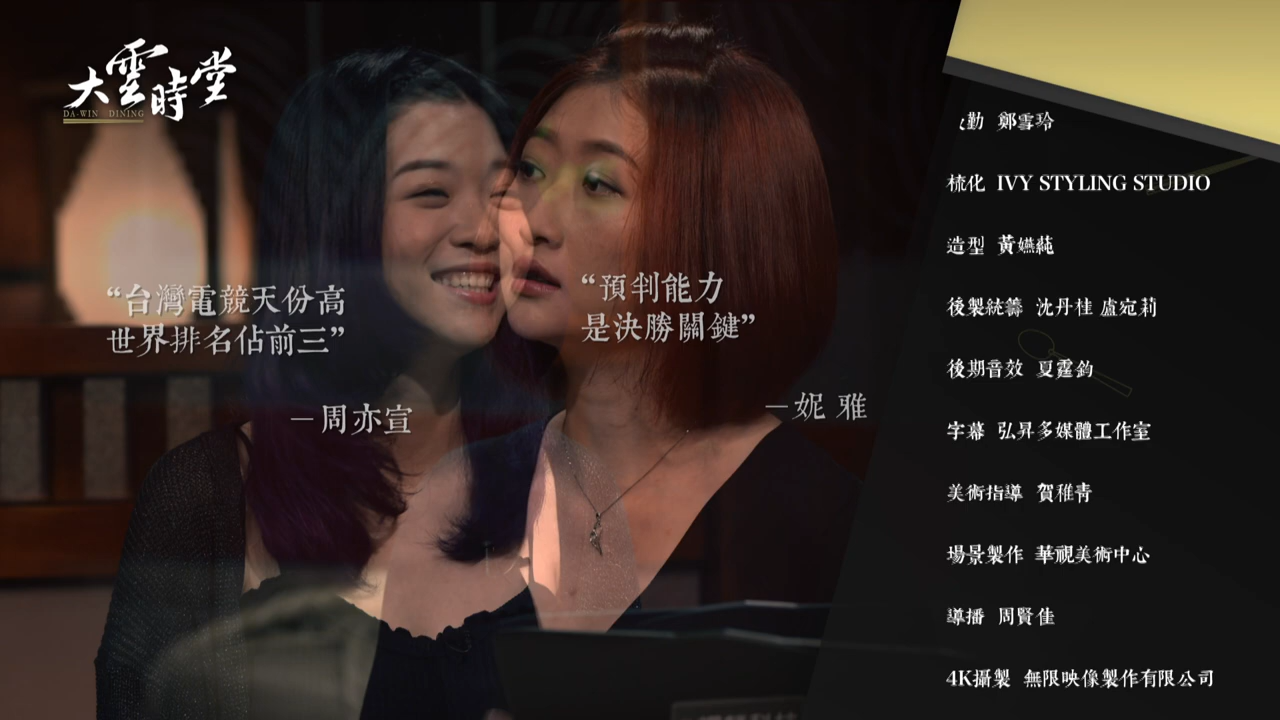 大雲時堂
DA-WIN DINING
“台灣電競天份高
世界排名佔前三”
—周亦宣
“預判能力
是決勝關鍵”
—妮雅
勤 鄭雪玲
梳化 IVY STYLING STUDIO
造型 黃嬿蒓
後製統籌 沈丹桂 盧宛莉
後期音效 夏霆鈞
字幕 弘昇多媒體工作室
美術指導 賀稚青
場景製作 華視美術中心
導播 周賢佳
4K攝製 無限映像製作有限公司